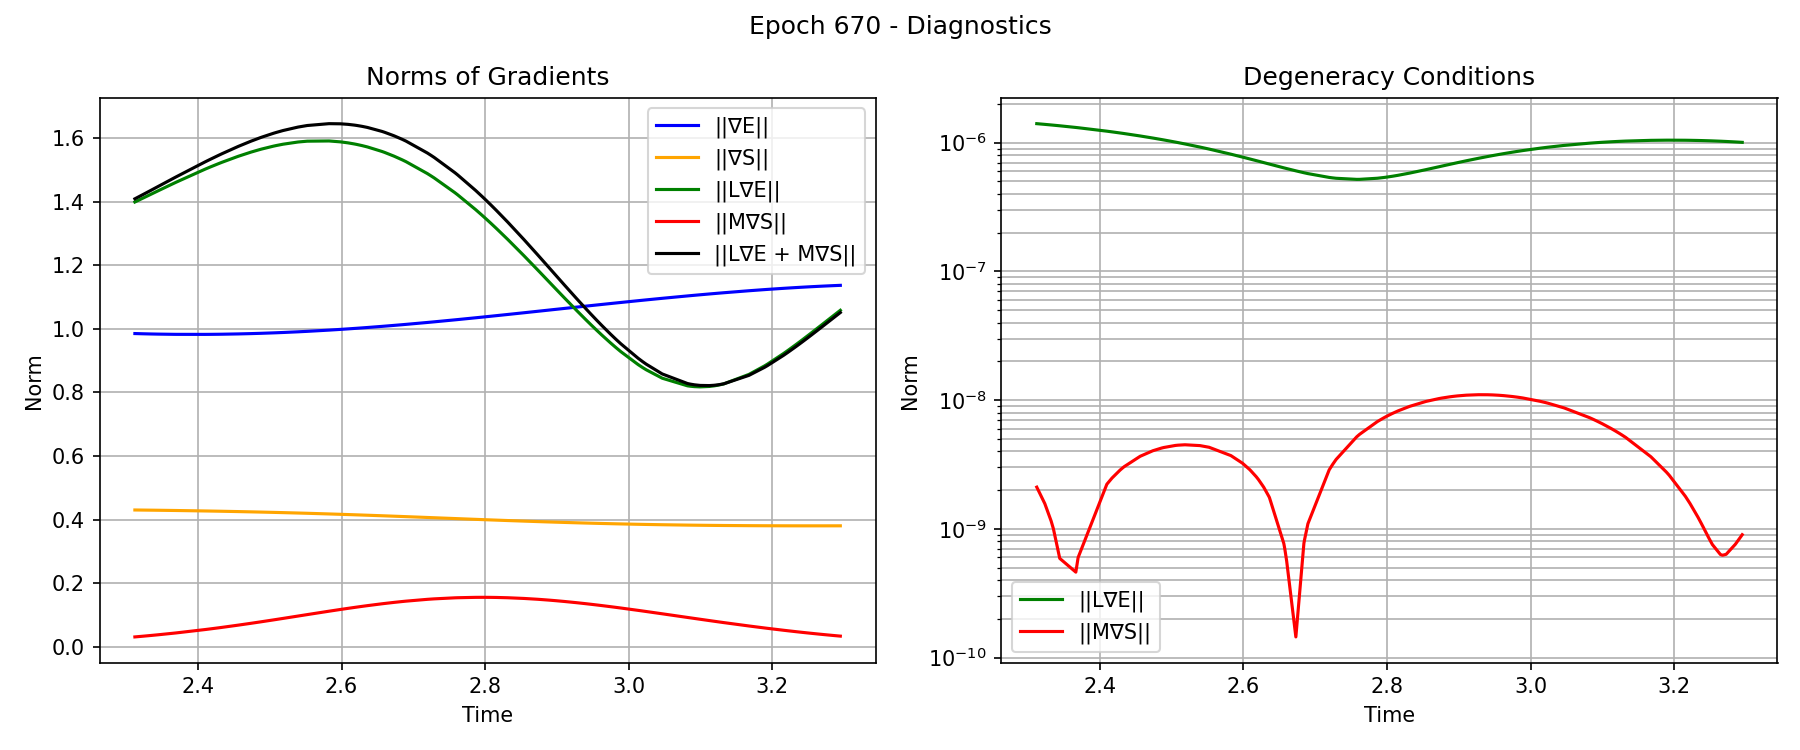 Epoch 670 - Diagnostics
Norms of Gradients
1.6
1.4
1.2
1.0
0.8
0.6
0.4
0.2
0.0
Norm
2.4
2.6
2.8
3.0
3.2
Time
||∇E||
||∇S||
||L∇E||
||M∇S||
||L∇E + M∇S||
Degeneracy Conditions
10⁻⁶
10⁻⁷
10⁻⁸
10⁻⁹
10⁻¹⁰
Norm
2.4
2.6
2.8
3.0
3.2
Time
||L∇E||
||M∇S||